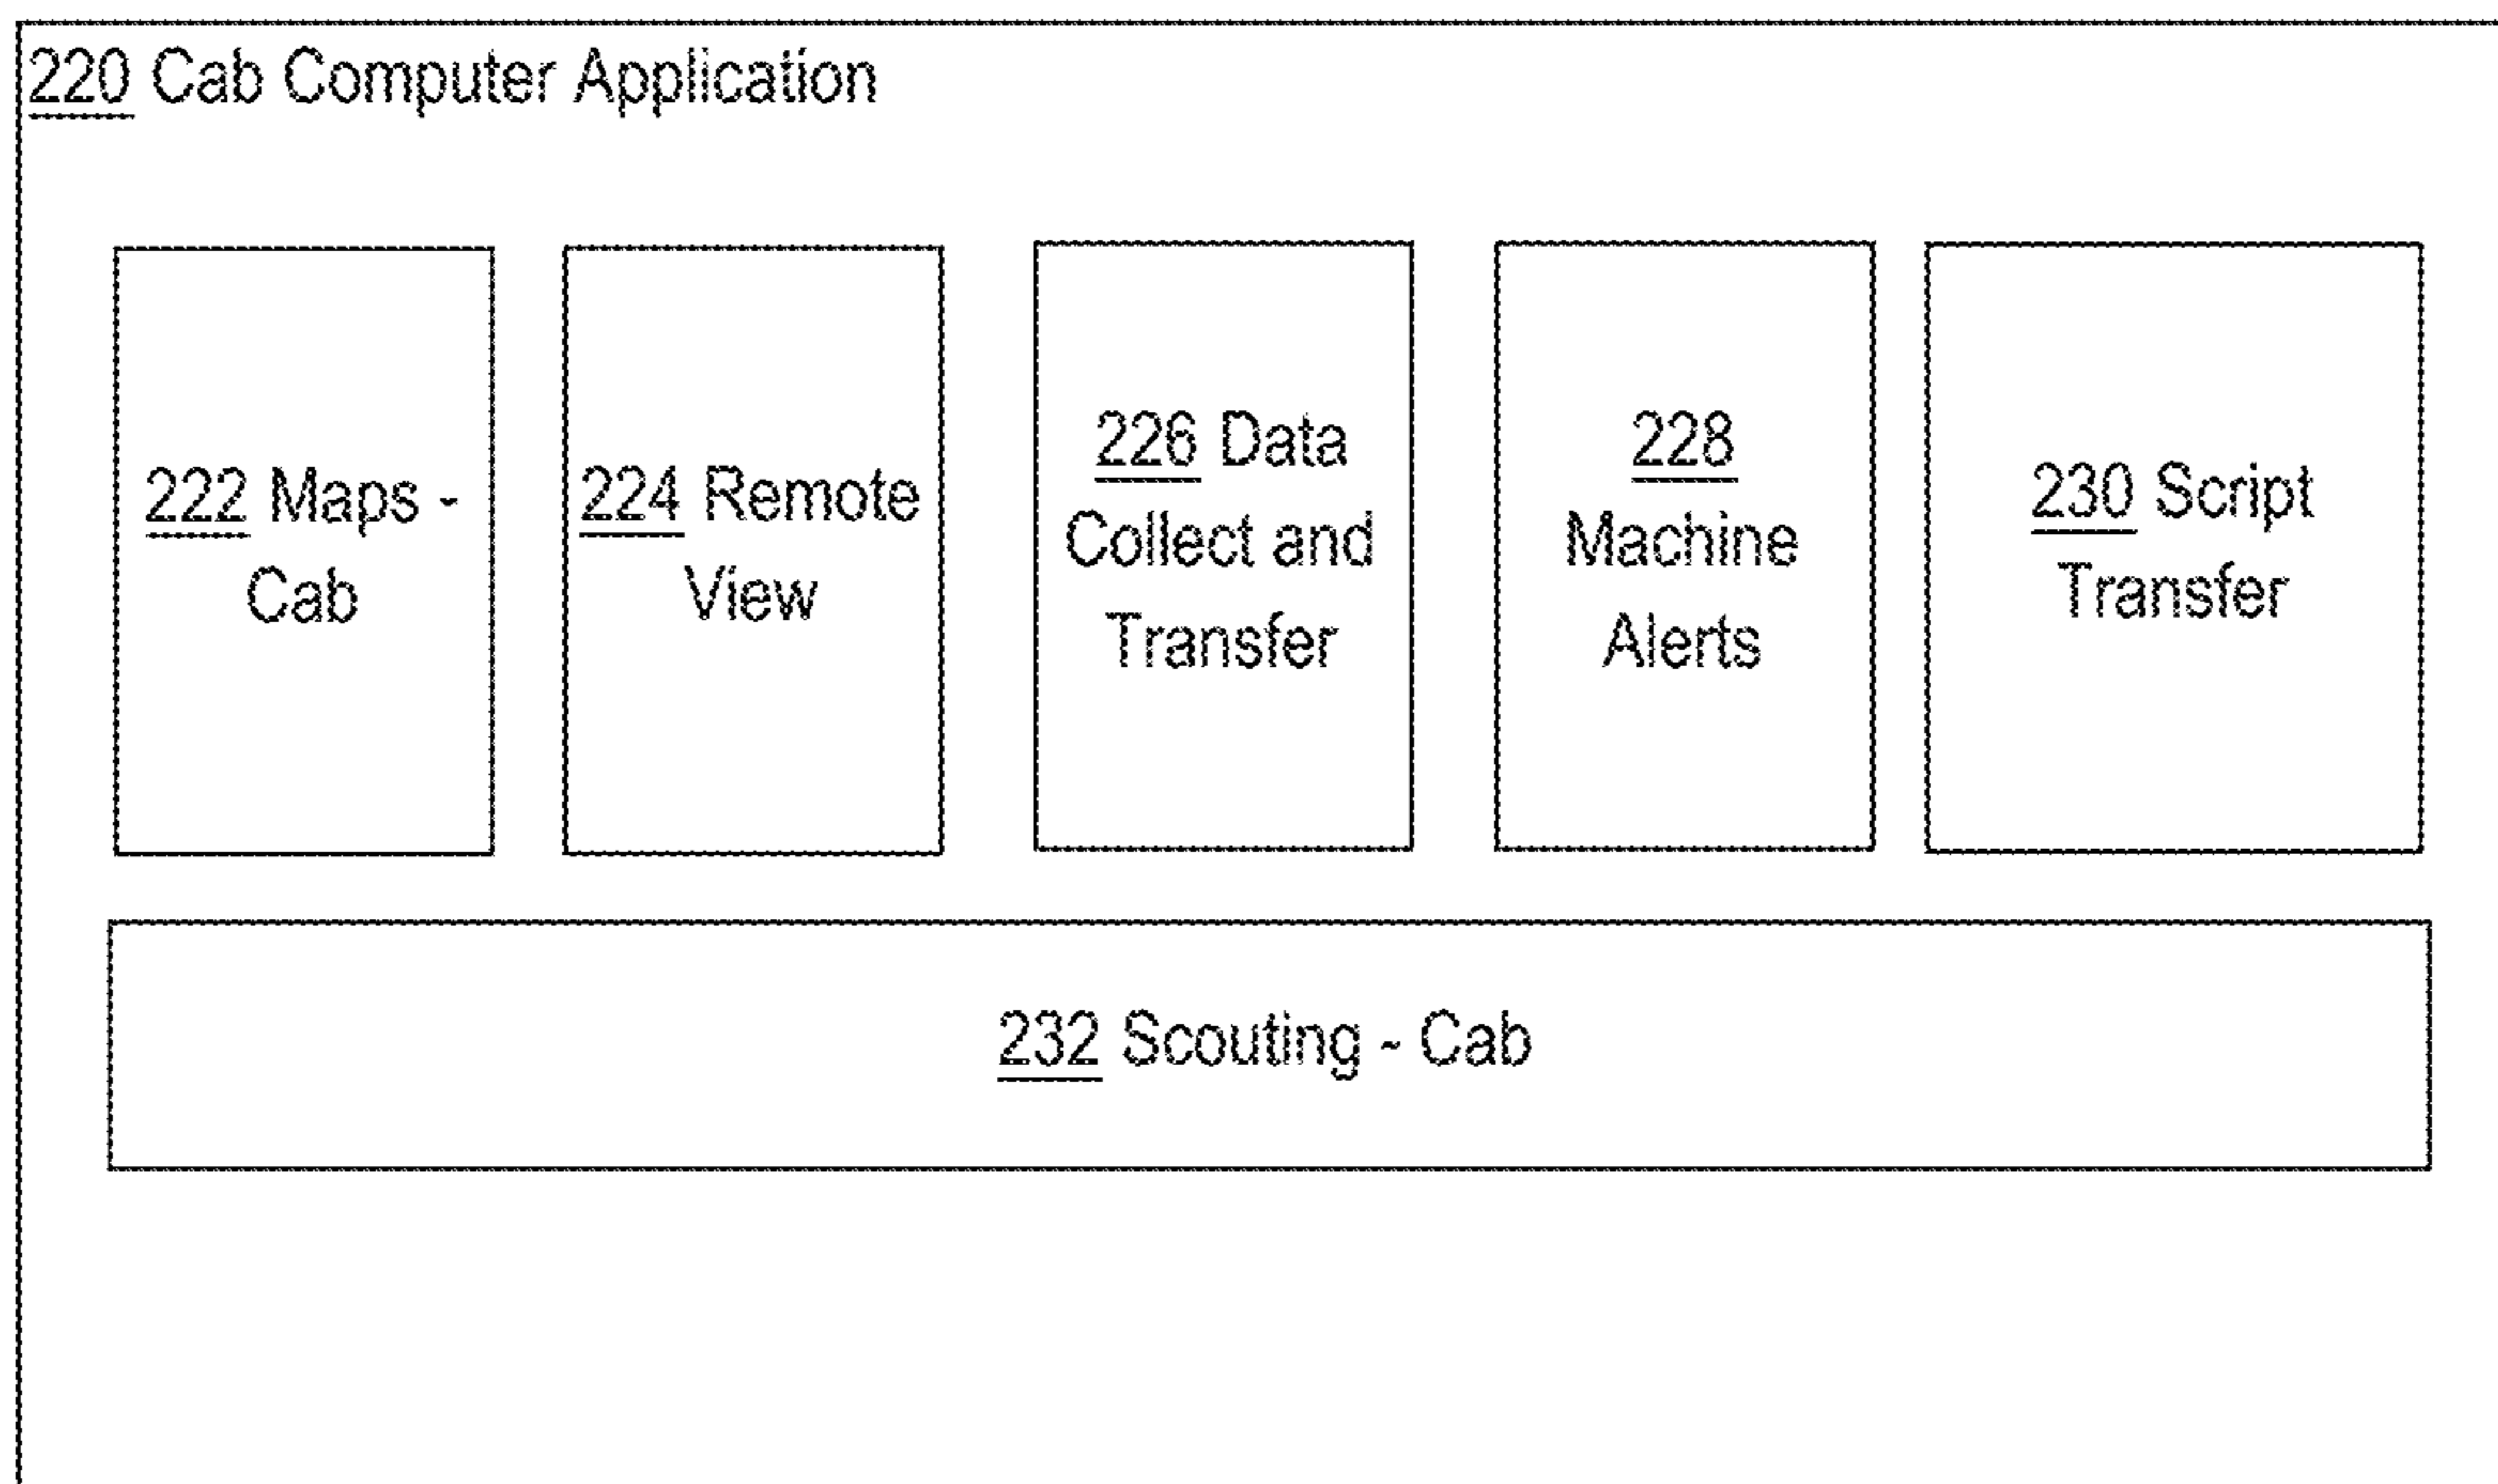 220 Cab Computer Application
222 Maps -
Cab
224 Remote
View
226 Data
Collect and
Transfer
228
Machine
Alerts
230 Script
Transfer
232 Scouting - Cab